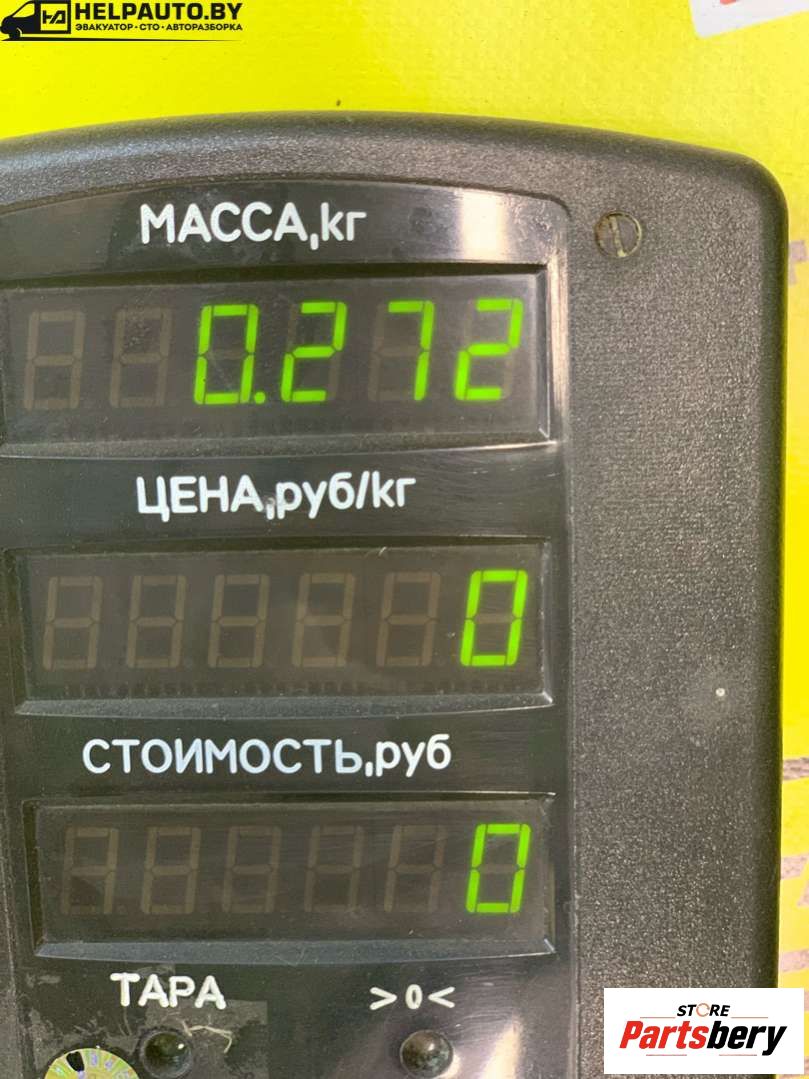 HELPAUTO.BY
ЭВАКУАТОР·СТО·АВТОРАЗБОРКА
МАССА,кг
0.272
ЦЕНА,руб/кг
0
СТОИМОСТЬ,руб
0
ТАРА
>0<
STORE
Partsbery